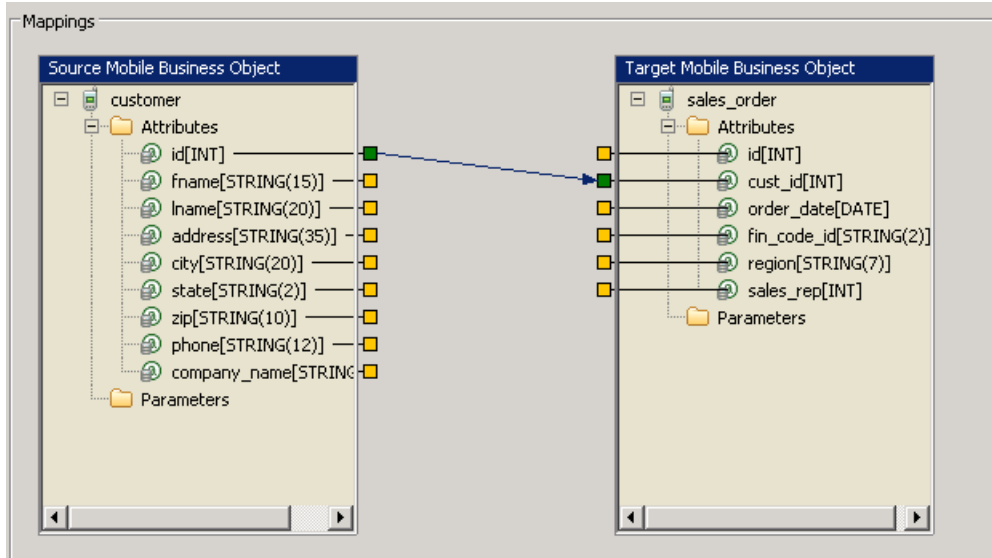 Mappings
Source Mobile Business Object
customer
Attributes
id[INT]
fname[STRING(15)]
lname[STRING(20)]
address[STRING(35)]
city[STRING(20)]
state[STRING(2)]
zip[STRING(10)]
phone[STRING(12)]
company_name[STRING
Parameters
Target Mobile Business Object
sales_order
Attributes
id[INT]
cust_id[INT]
order_date[DATE]
fin_code_id[STRING(2)]
region[STRING(7)]
sales_rep[INT]
Parameters